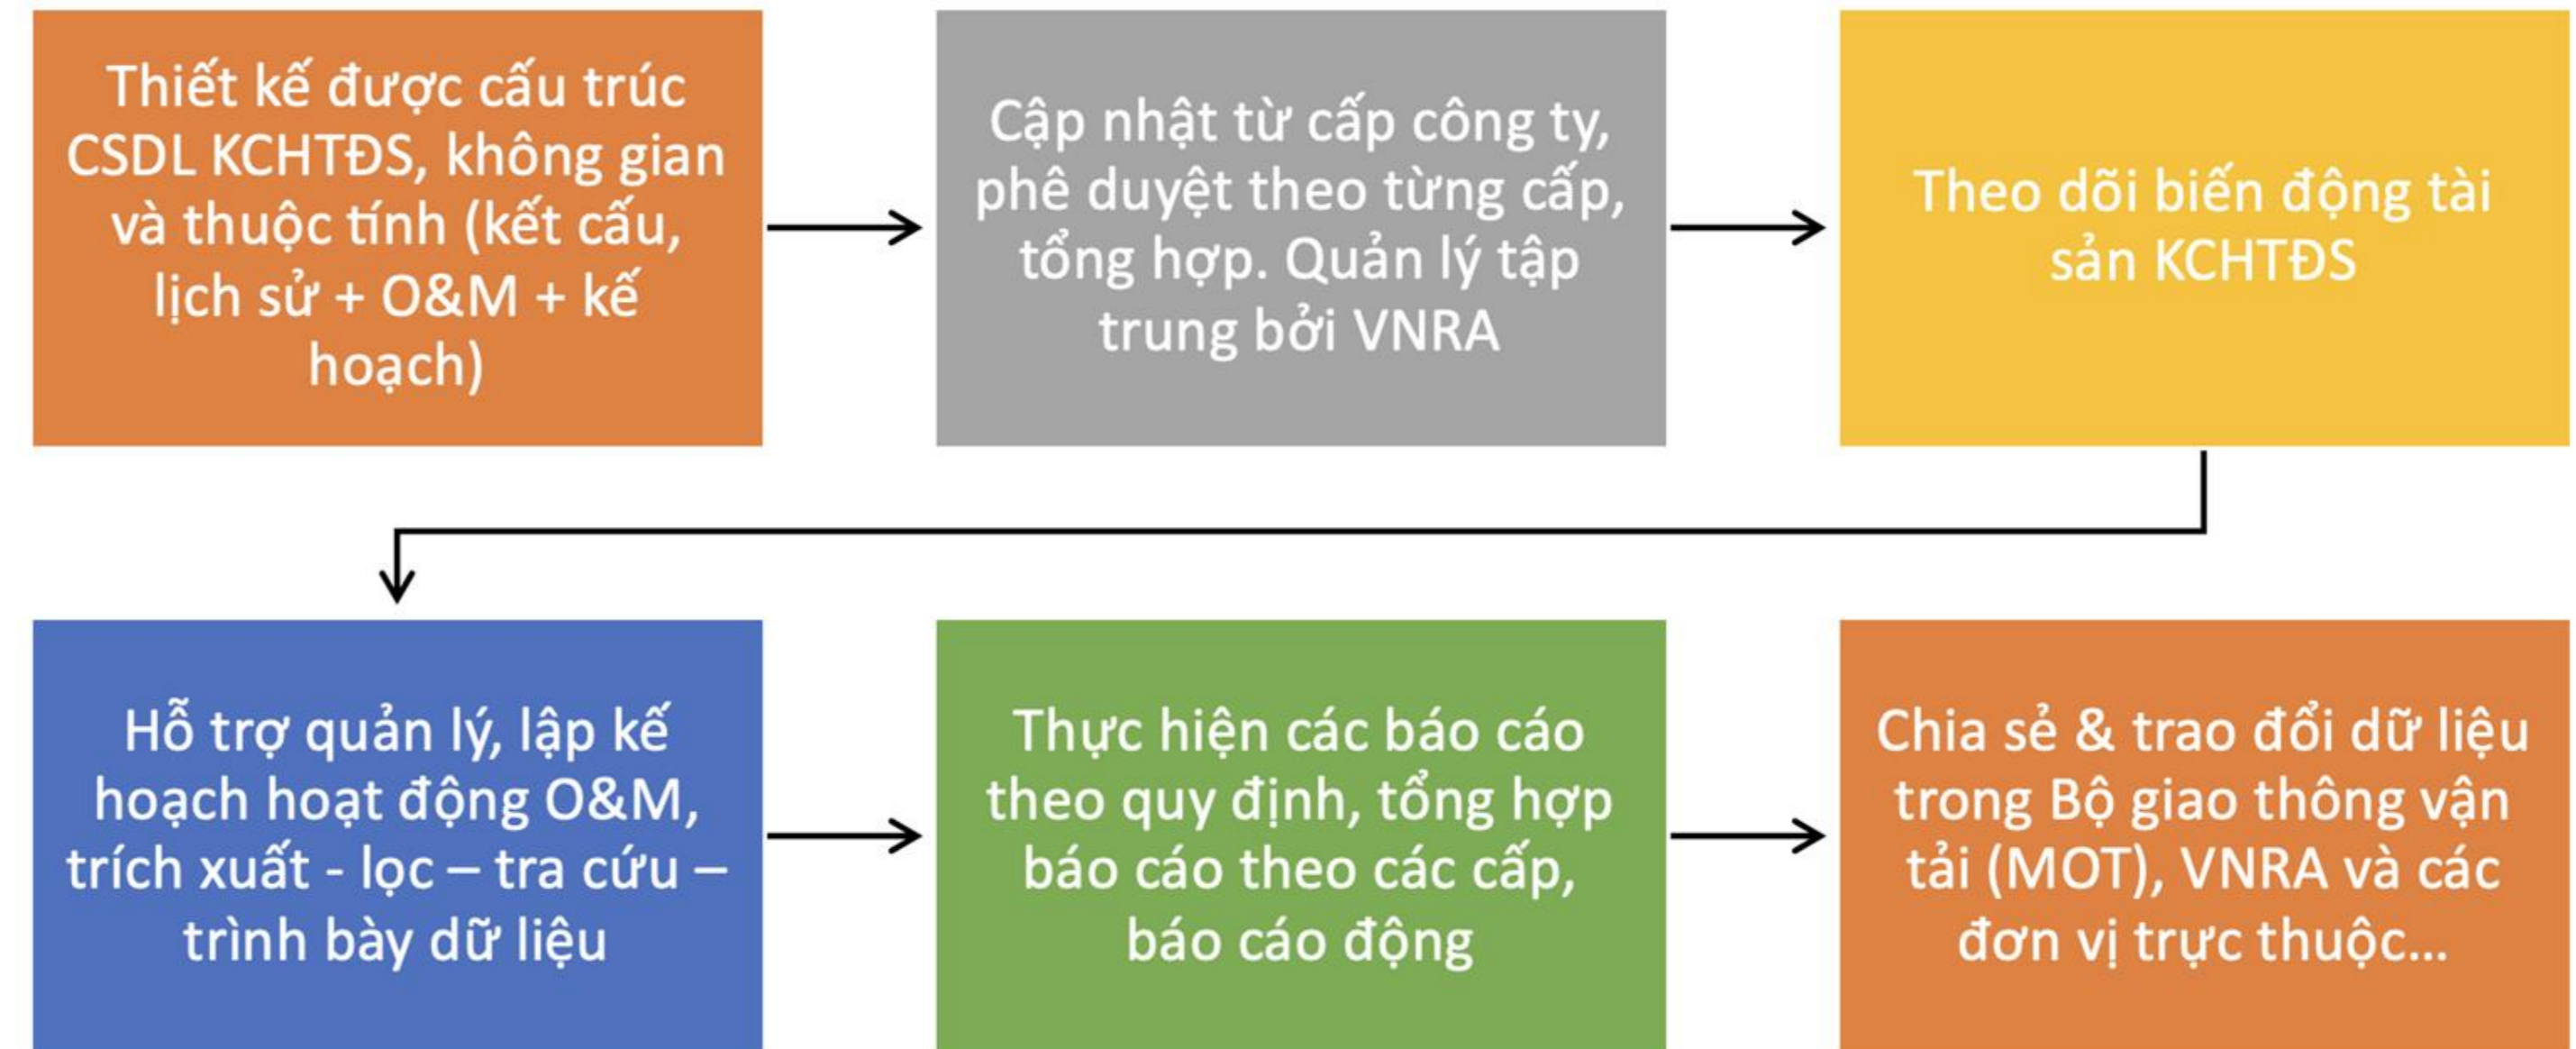 Thiết kế được cấu trúc
CSDL KCHTĐS, không gian
và thuộc tính (kết cấu,
lịch sử + O&M + kế
hoạch)
Cập nhật từ cấp công ty,
phê duyệt theo từng cấp,
tổng hợp. Quản lý tập
trung bởi VNRA
Theo dõi biến động tài
sản KCHTĐS
Hỗ trợ quản lý, lập kế
hoạch hoạt động O&M,
trích xuất - lọc – tra cứu –
trình bày dữ liệu
Thực hiện các báo cáo
theo quy định, tổng hợp
báo cáo theo các cấp,
báo cáo động
Chia sẻ & trao đổi dữ liệu
trong Bộ giao thông vận
tải (MOT), VNRA và các
đơn vị trực thuộc...